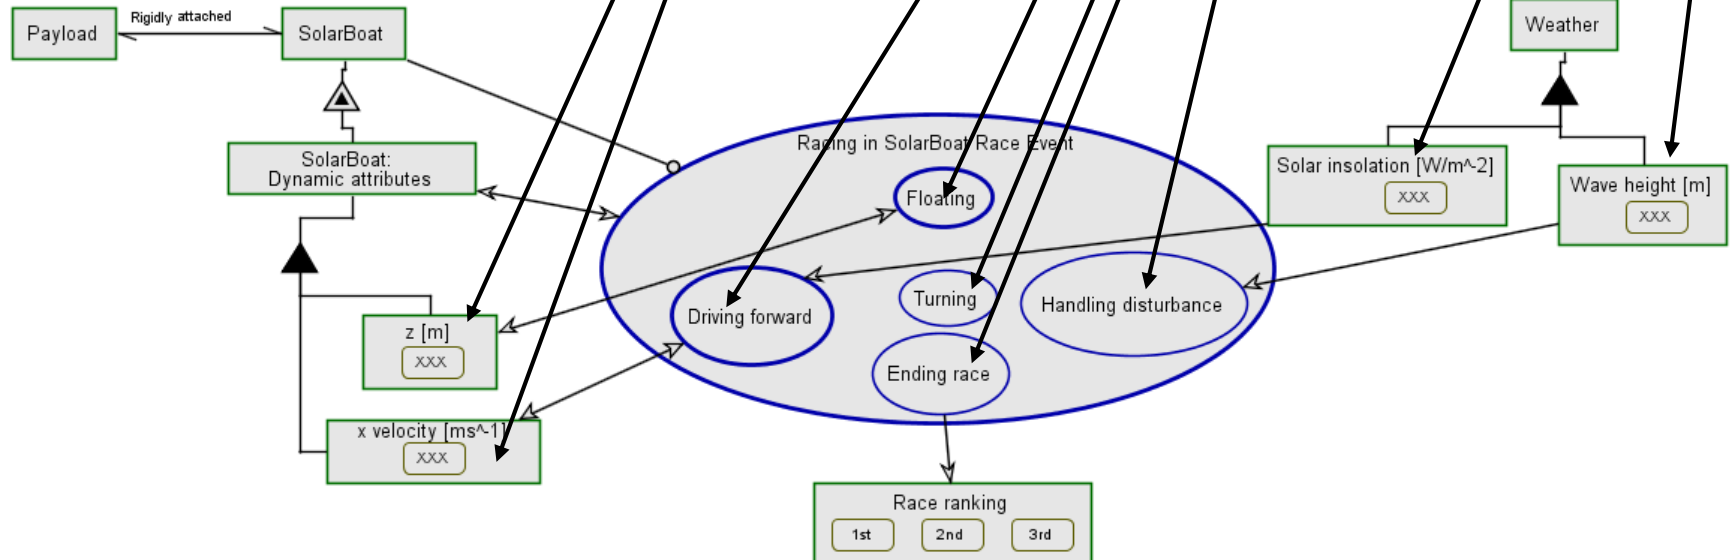 Payload
Rigidly attached
SolarBoat
Weather
Racing in SolarBoat Race Event
SolarBoat:
Dynamic attributes
Floating
Solar insolation [W/m^-2]
XXX
Wave height [m]
XXX
Driving forward
Turning
Handling disturbance
z [m]
XXX
Ending race
x velocity [ms^-1]
XXX
Race ranking
1st 2nd 3rd